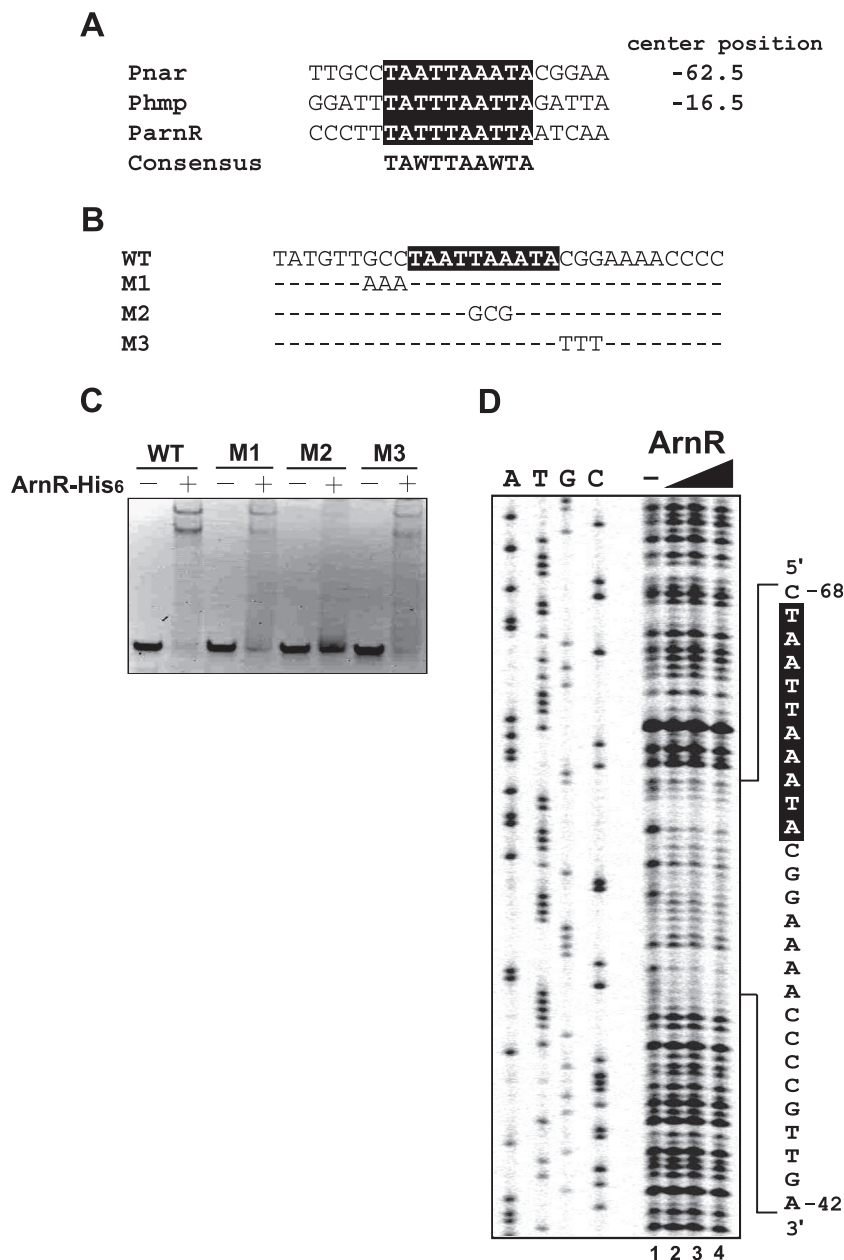 A
center position
Pnar TTGCCTAATTAAATACGGAA -62.5
Phmp GGATTTATTTAATTAGATTA -16.5
ParnR CCCTTTATTTAATTAATCAA
Consensus TAWTTAAWTA
B
WT TATGTTGCCTAATTAAATACGGAAAACCCC
M1 ------AAA---------------------
M2 -------------GCG--------------
M3 -------------------TTT--------
C
WT M1 M2 M3
ArnR-His6 − + − + − + − +
D
ArnR
A T G C −
5'
C -68
T
A
A
T
T
A
A
A
T
A
C
G
G
A
A
A
A
C
C
C
C
G
T
T
G
A -42
3'
1 2 3 4